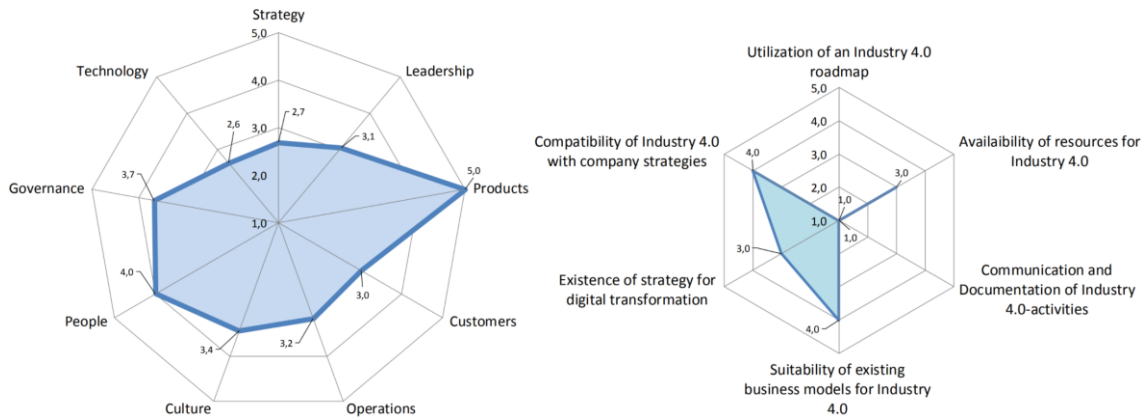 Strategy
5,0
Technology
Leadership
4,0
3,0
2,7
2,6
3,1
2,0
3,7
Governance
5,0
Products
1,0
4,0
3,0
People
Customers
3,4
3,2
Culture
Operations
Utilization of an Industry 4.0
roadmap
5,0
4,0
Compatibility of Industry 4.0
with company strategies
Availability of resources for
Industry 4.0
3,0
4,0
3,0
2,0
1,0
1,0
1,0
3,0
Existence of strategy for
digital transformation
Communication and
Documentation of Industry
4.0-activities
4,0
Suitability of existing
business models for Industry
4.0